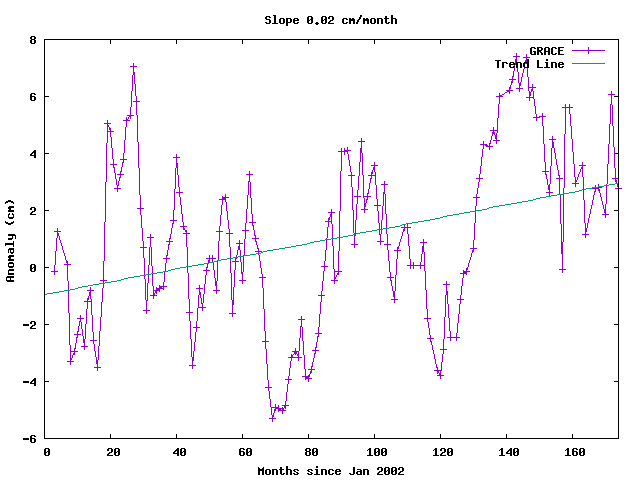 Slope 0.02 cm/month
GRACE
Trend Line
8
6
4
2
0
-2
-4
-6
Anomaly (cm)
0 20 40 60 80 100 120 140 160
Months since Jan 2002